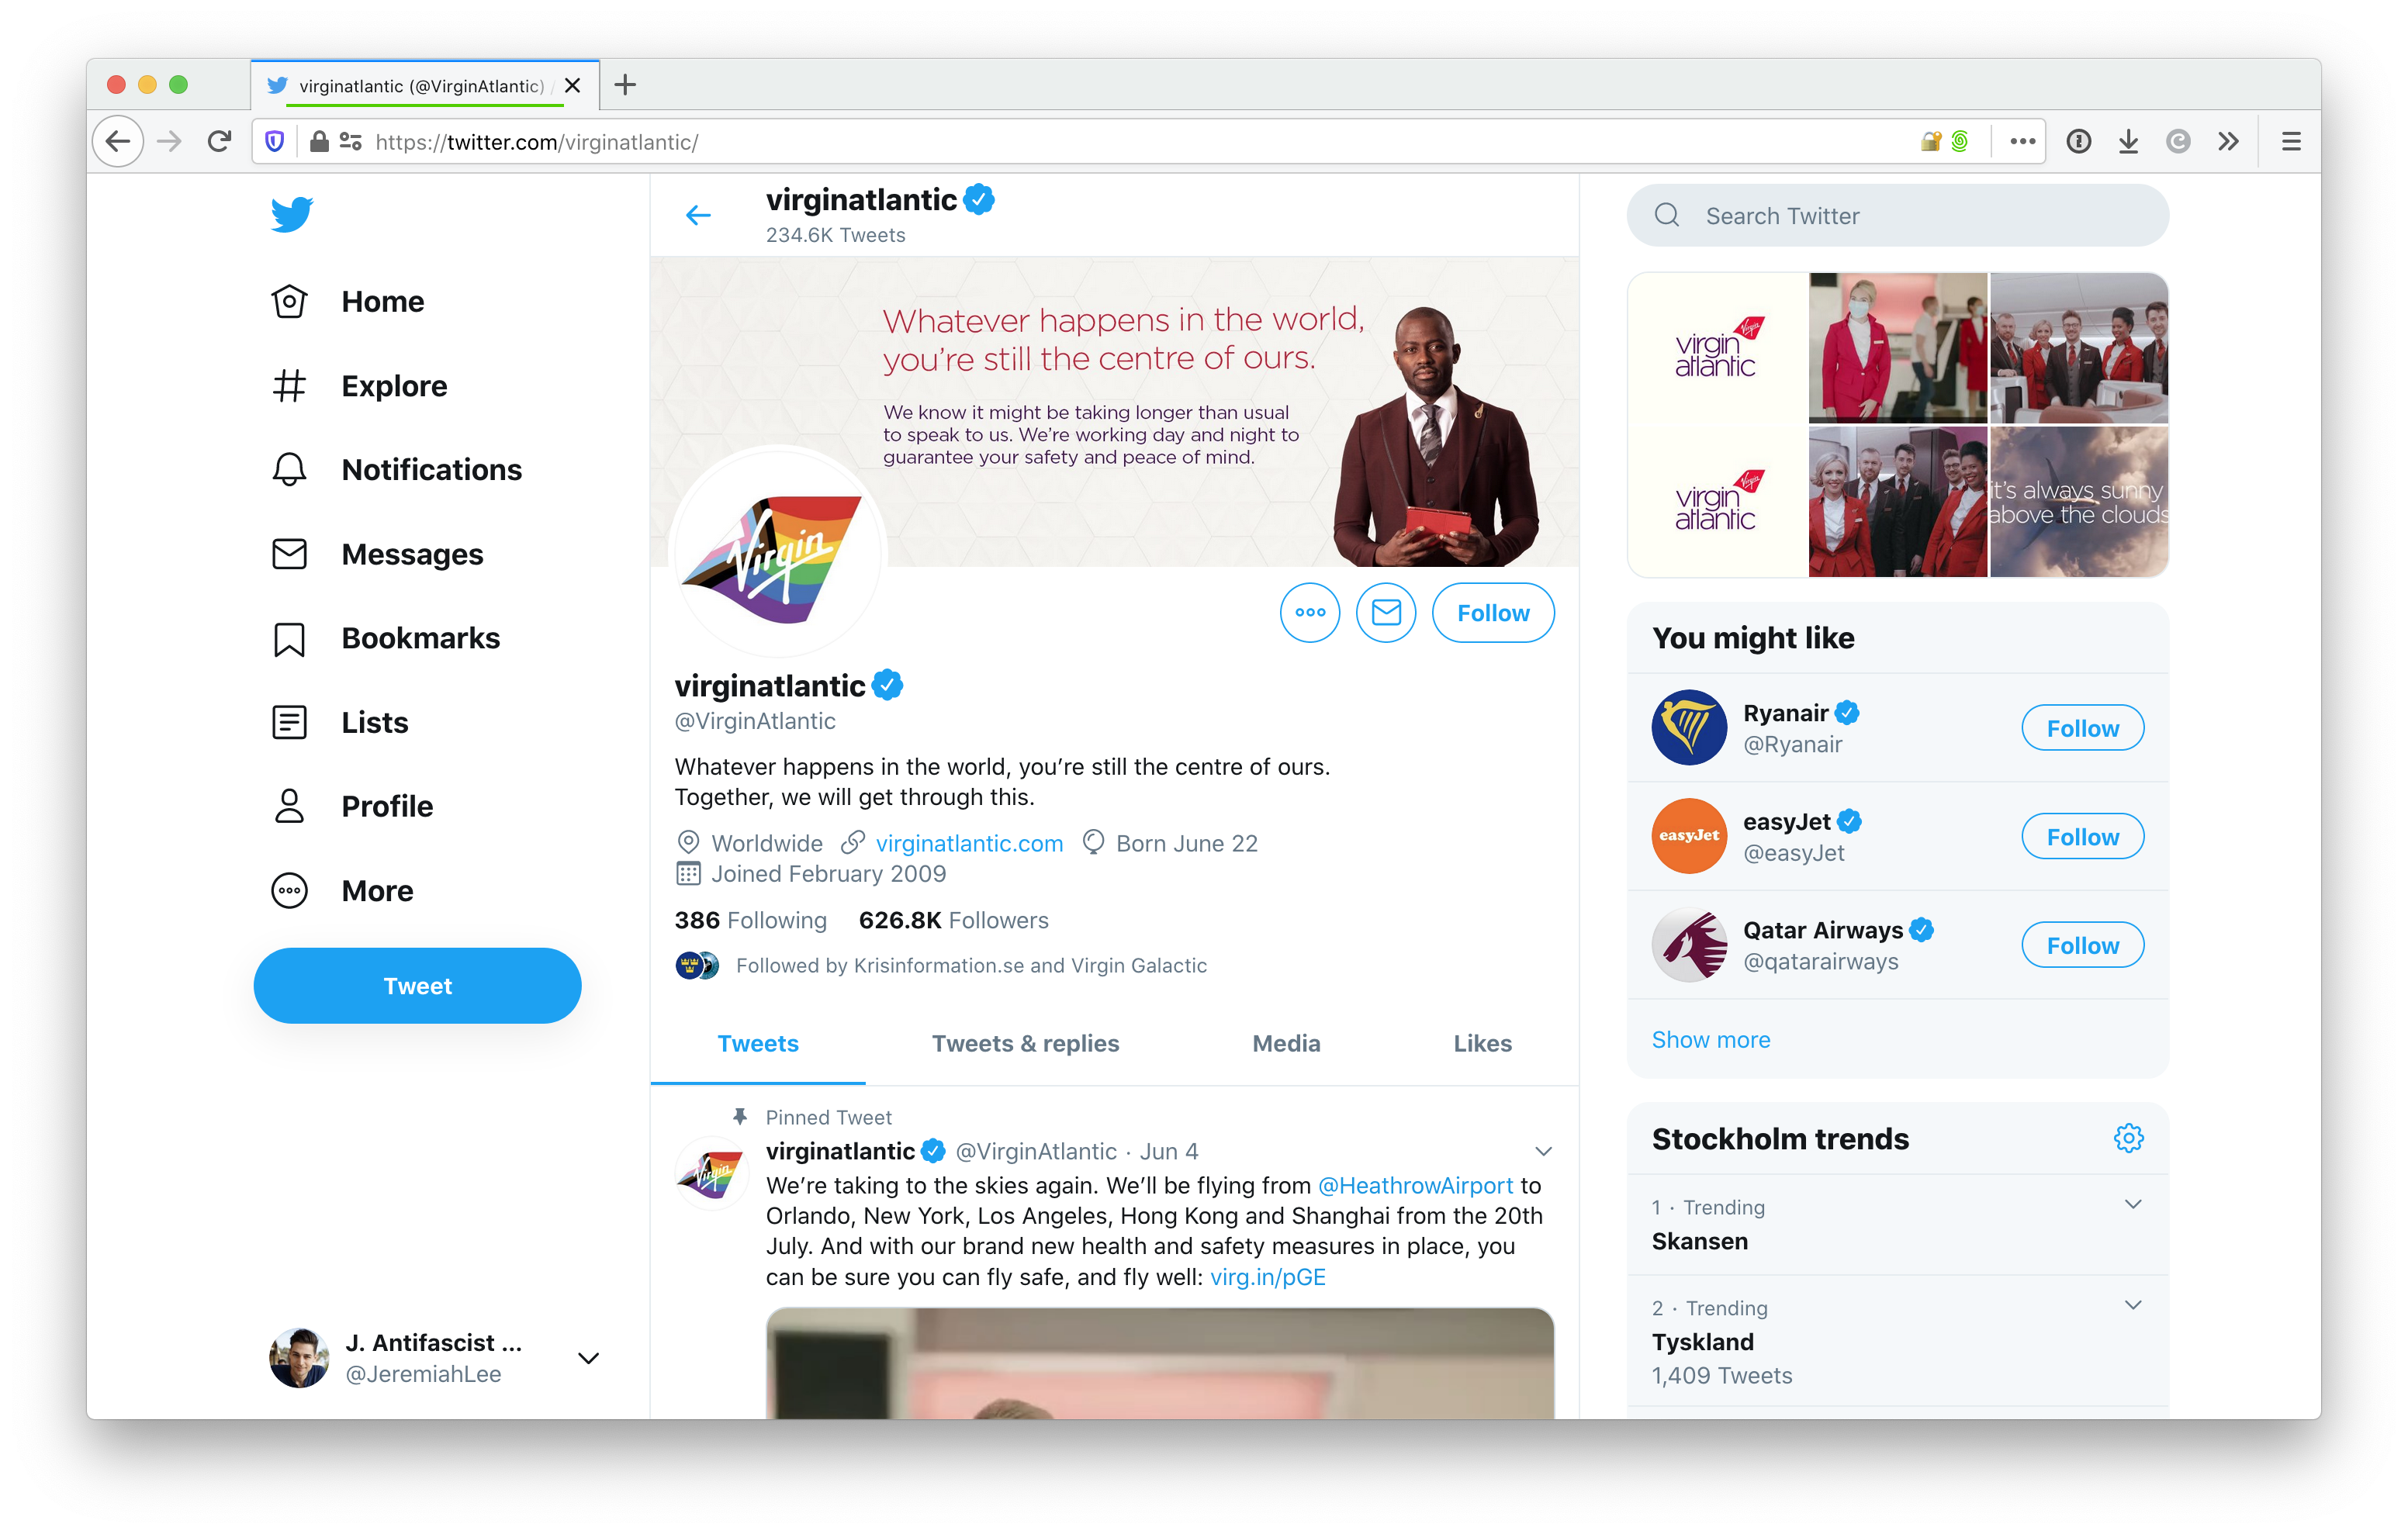 virginatlantic (@VirginAtlantic) /
https://twitter.com/virginatlantic/
Home
Explore
Notifications
Messages
Bookmarks
Lists
Profile
More
Tweet
J. Antifascist ...
@JeremiahLee
virginatlantic
234.6K Tweets
Whatever happens in the world,
you're still the centre of ours.
We know it might be taking longer than usual
to speak to us. We're working day and night to
guarantee your safety and peace of mind.
Virgin
Follow
virginatlantic
@VirginAtlantic
Whatever happens in the world, you're still the centre of ours.
Together, we will get through this.
Worldwide virginatlantic.com Born June 22
Joined February 2009
386 Following 626.8K Followers
Followed by Krisinformation.se and Virgin Galactic
Tweets Tweets & replies Media Likes
Pinned Tweet
virginatlantic @VirginAtlantic · Jun 4
Virgin
We're taking to the skies again. We'll be flying from @HeathrowAirport to
Orlando, New York, Los Angeles, Hong Kong and Shanghai from the 20th
July. And with our brand new health and safety measures in place, you
can be sure you can fly safe, and fly well: virg.in/pGE
Search Twitter
Virgin
virgin
atlantic
Virgin
virgin
atlantic
it's always sunny
above the clouds
You might like
Ryanair
@Ryanair
Follow
easyJet
easyJet
@easyJet
Follow
Qatar Airways
@qatarairways
Follow
Show more
Stockholm trends
1 · Trending
Skansen
2 · Trending
Tyskland
1,409 Tweets